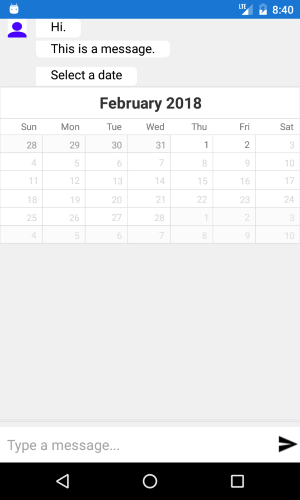 LTE 8:40
Hi.
This is a message.
Select a date
February 2018
Sun Mon Tue Wed Thu Fri Sat
28 29 30 31 1 2 3
4 5 6 7 8 9 10
11 12 13 14 15 16 17
18 19 20 21 22 23 24
25 26 27 28 1 2 3
4 5 6 7 8 9 10
Type a message...